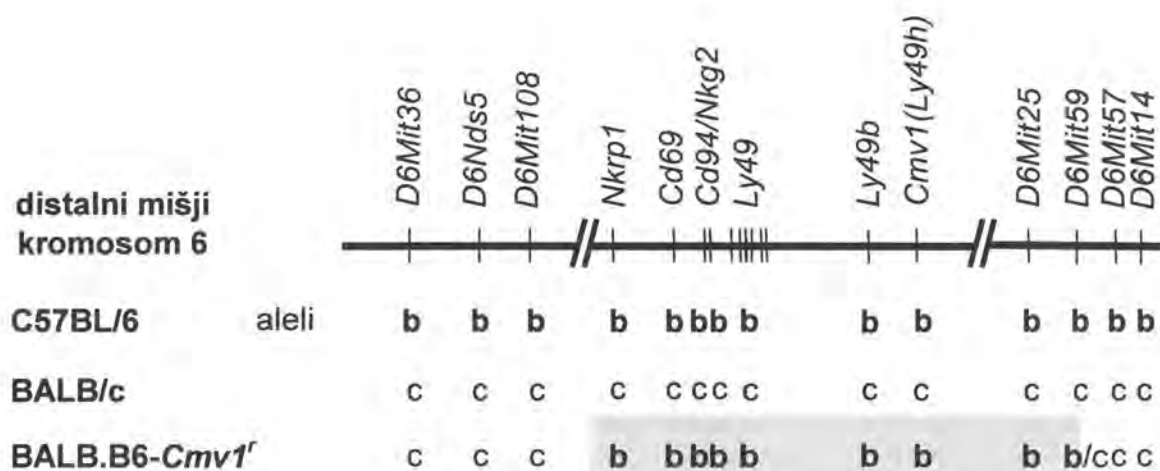 D6Mit36 D6Nds5 D6Mit108 Nkrp1 Cd69 Cd94/Nkg2 Ly49 Ly49b Cmv1(Ly49h) D6Mit25 D6Mit59 D6Mit57 D6Mit14
distalni mišji
kromosom 6
C57BL/6 aleli b b b b b b b b b b b b b b
BALB/c c c c c c c c c c c c c c c
BALB.B6-Cmv1r c c c b b b b b b b b b/c c c